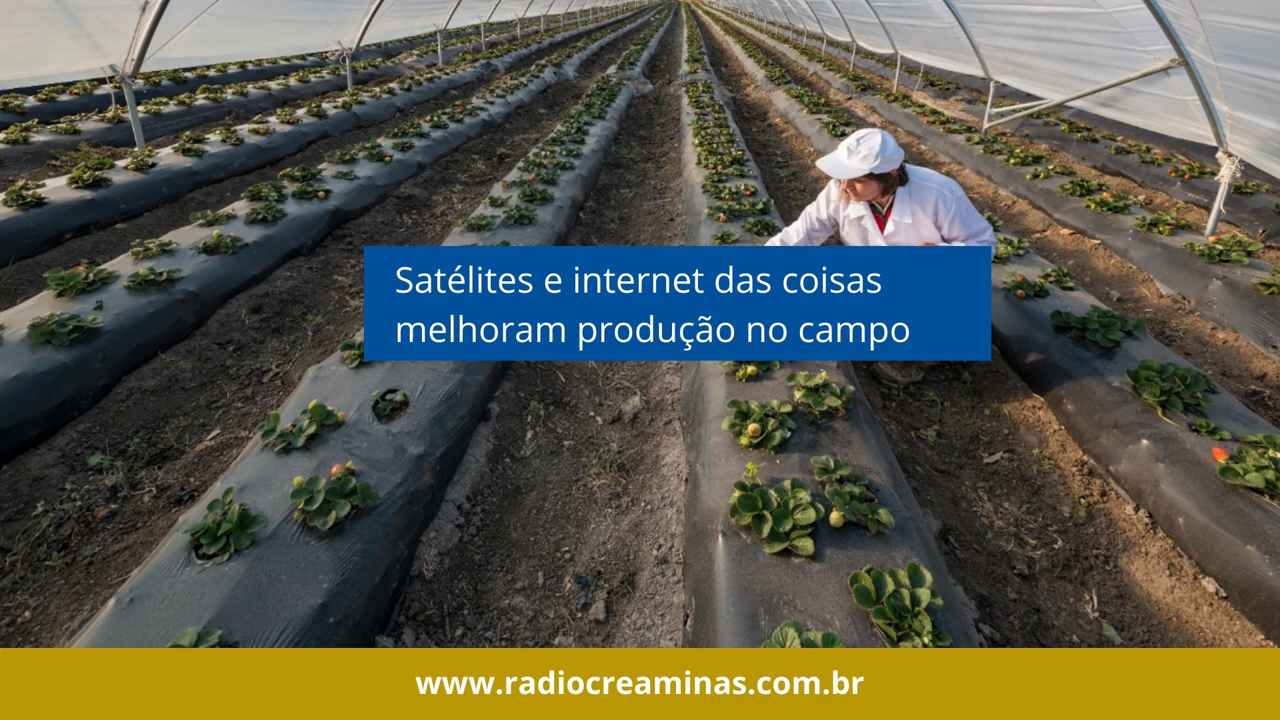 Satélites e internet das coisas
melhoram produção no campo
www.radiocreaminas.com.br